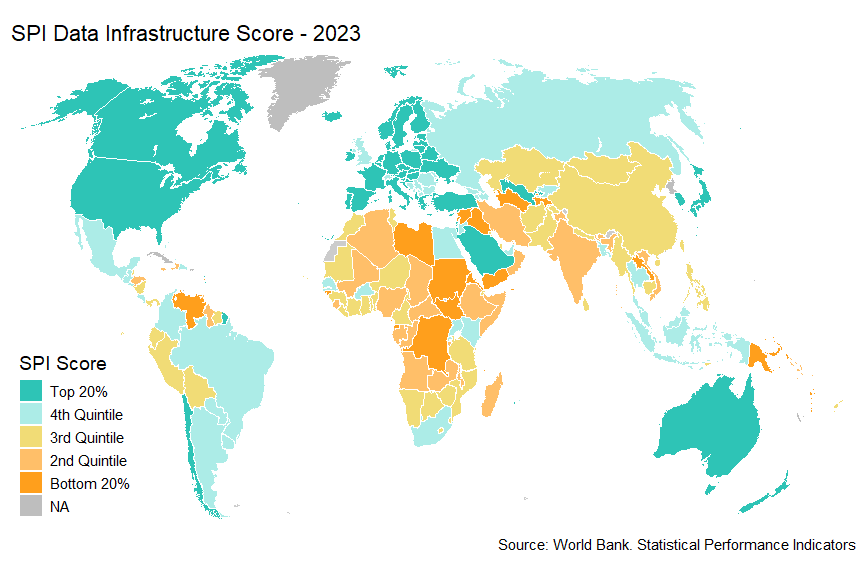 SPI Data Infrastructure Score - 2023
SPI Score
Top 20%
4th Quintile
3rd Quintile
2nd Quintile
Bottom 20%
NA
Source: World Bank. Statistical Performance Indicators